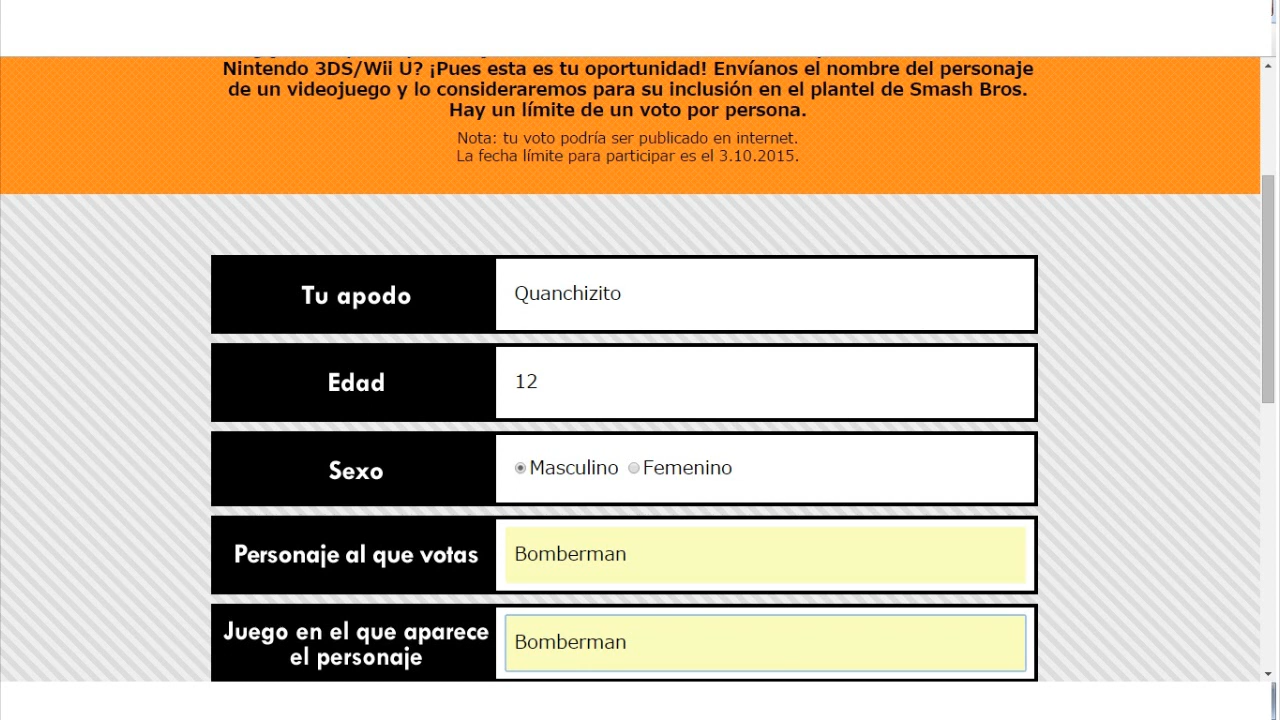 Nintendo 3DS/Wii U? ¡Pues esta es tu oportunidad! Envíanos el nombre del personaje
de un videojuego y lo consideraremos para su inclusión en el plantel de Smash Bros.
Hay un límite de un voto por persona.
Nota: tu voto podría ser publicado en internet.
La fecha límite para participar es el 3.10.2015.
Tu apodo
Quanchizito
Edad
12
Sexo
Masculino Femenino
Personaje al que votas
Bomberman
Juego en el que aparece
el personaje
Bomberman